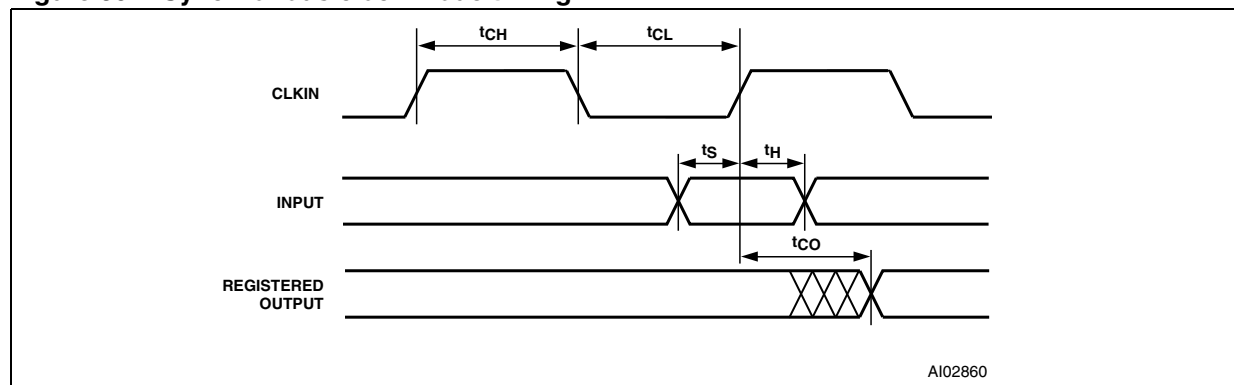 tCH tCL
CLKIN
tS tH
INPUT
tCO
REGISTERED
OUTPUT
AI02860